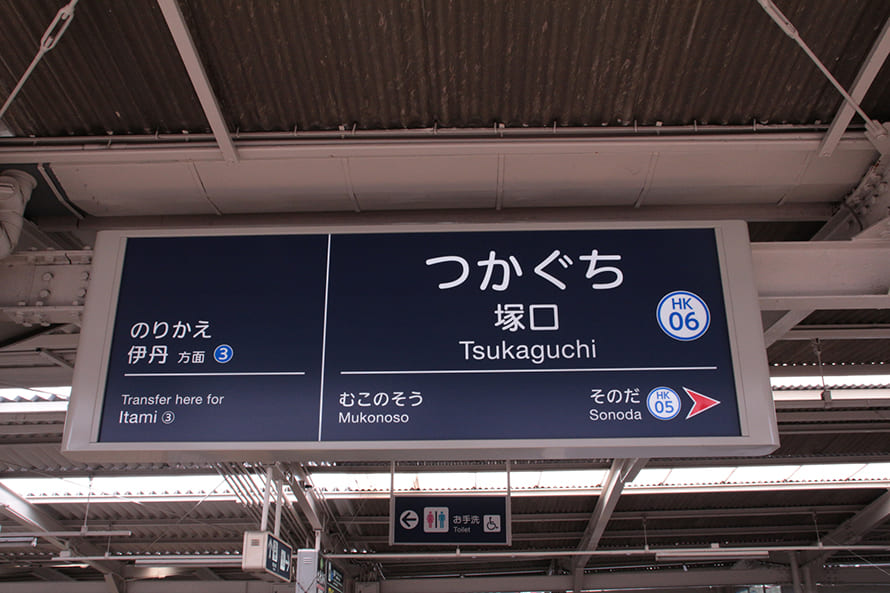 のりかえ
伊丹 方面 3
Transfer here for
Itami ③
つかぐち
塚口
Tsukaguchi
HK
06
むこのそう
Mukonoso
そのだ
Sonoda
HK
05
お手洗
Toilet